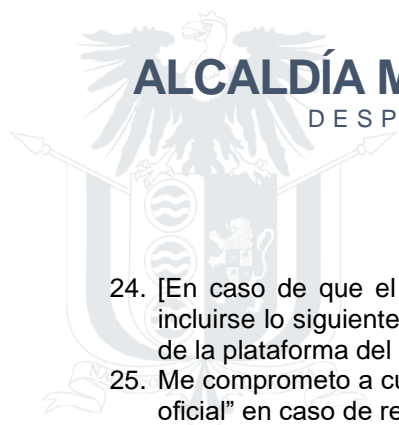 ALCALDÍA M
DESP
24. [En caso de que el
incluirse lo siguiente
de la plataforma del
25. Me comprometo a cu
oficial” en caso de re